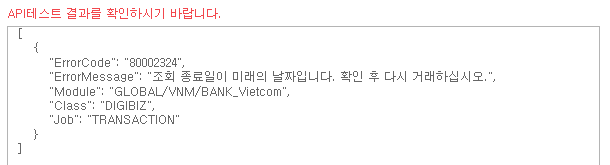 API테스트 결과를 확인하시기 바랍니다.
[
{
"ErrorCode": "80002324",
"ErrorMessage": "조회 종료일이 미래의 날짜입니다. 확인 후 다시 거래하십시오.",
"Module": "GLOBAL/VNM/BANK_Vietcom",
"Class": "DIGIBIZ",
"Job": "TRANSACTION"
}
]